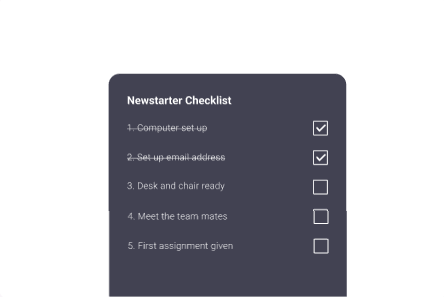 Newstarter Checklist
1. Computer set up
2. Set up email address
3. Desk and chair ready
4. Meet the team mates
5. First assignment given